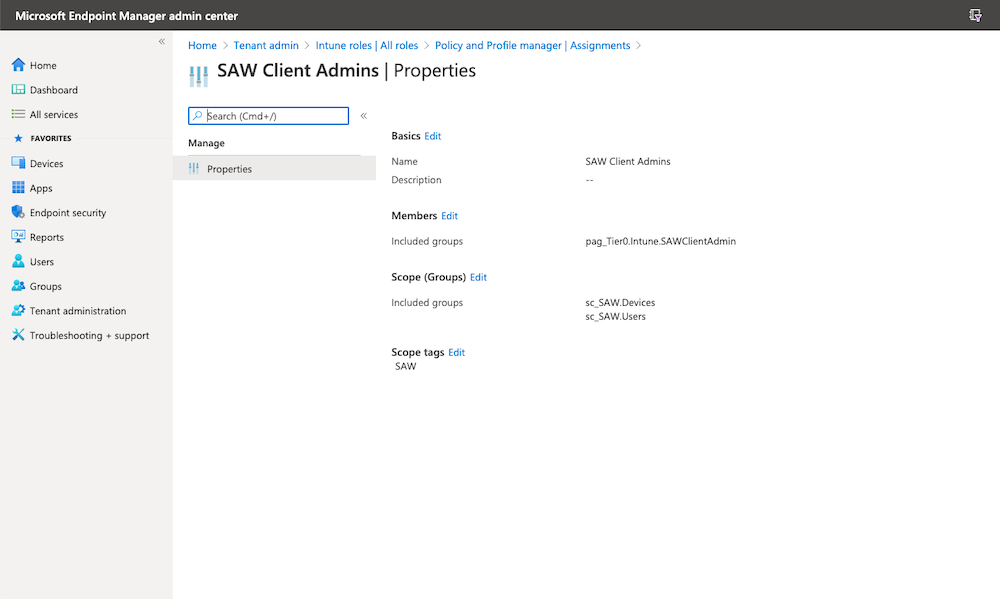 Microsoft Endpoint Manager admin center
«
Home
Dashboard
All services
FAVORITES
Devices
Apps
Endpoint security
Reports
Users
Groups
Tenant administration
Troubleshooting + support
Home > Tenant admin > Intune roles | All roles > Policy and Profile manager | Assignments >
SAW Client Admins | Properties
Search (Cmd+/) «
Manage
Properties
Basics Edit
Name SAW Client Admins
Description --
Members Edit
Included groups pag_Tier0.Intune.SAWClientAdmin
Scope (Groups) Edit
Included groups sc_SAW.Devices
sc_SAW.Users
Scope tags Edit
SAW